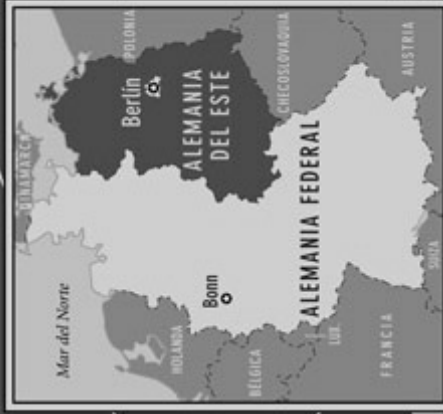 DINAMARCA
Mar del Norte
POLONIA
Berlín
ALEMANIA
DEL ESTE
HOLANDA
Bonn
BÉLGICA
CHECOSLOVAQUIA
ALEMANIA FEDERAL
LUX.
FRANCIA
AUSTRIA
SUIZA